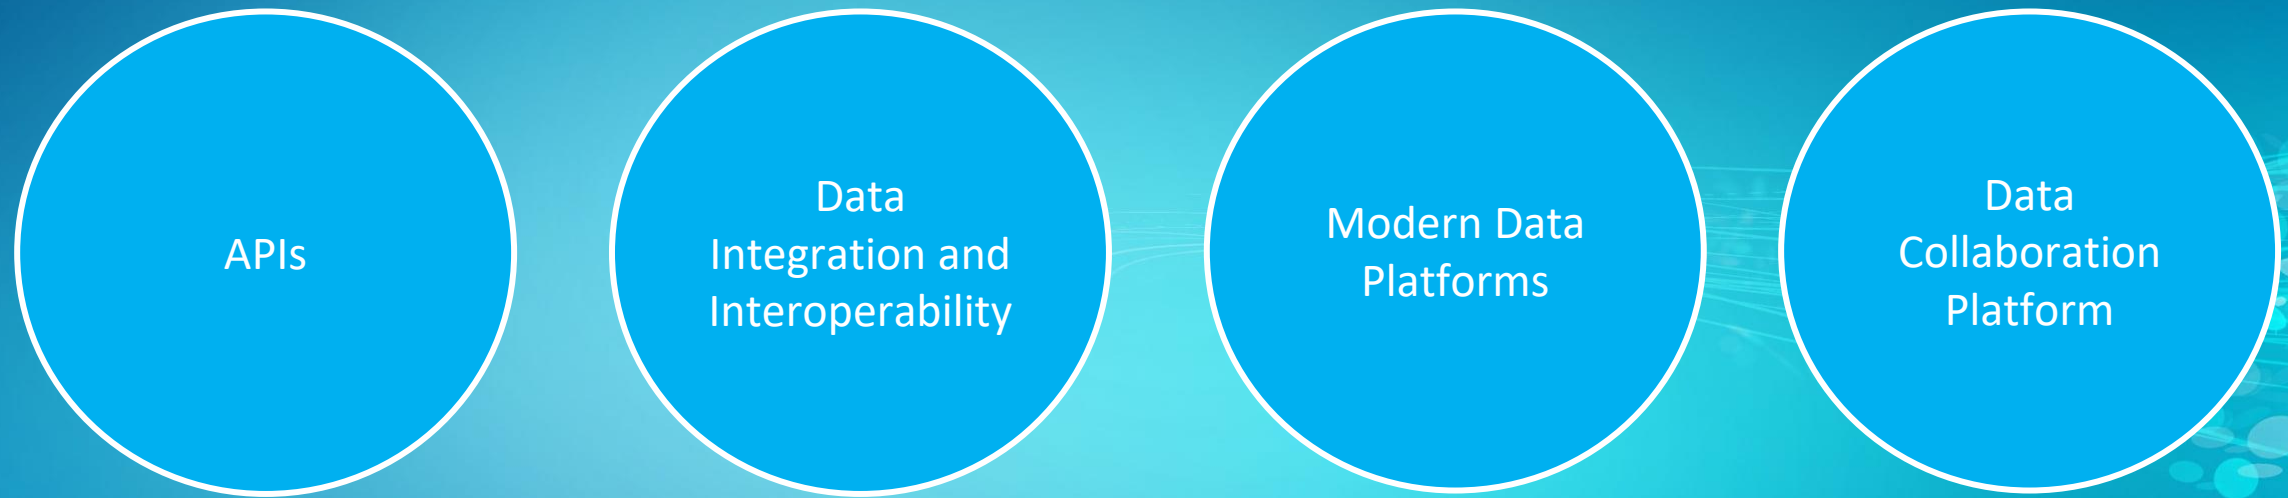 APIs
Data
Integration and
Interoperability
Modern Data
Platforms
Data
Collaboration
Platform